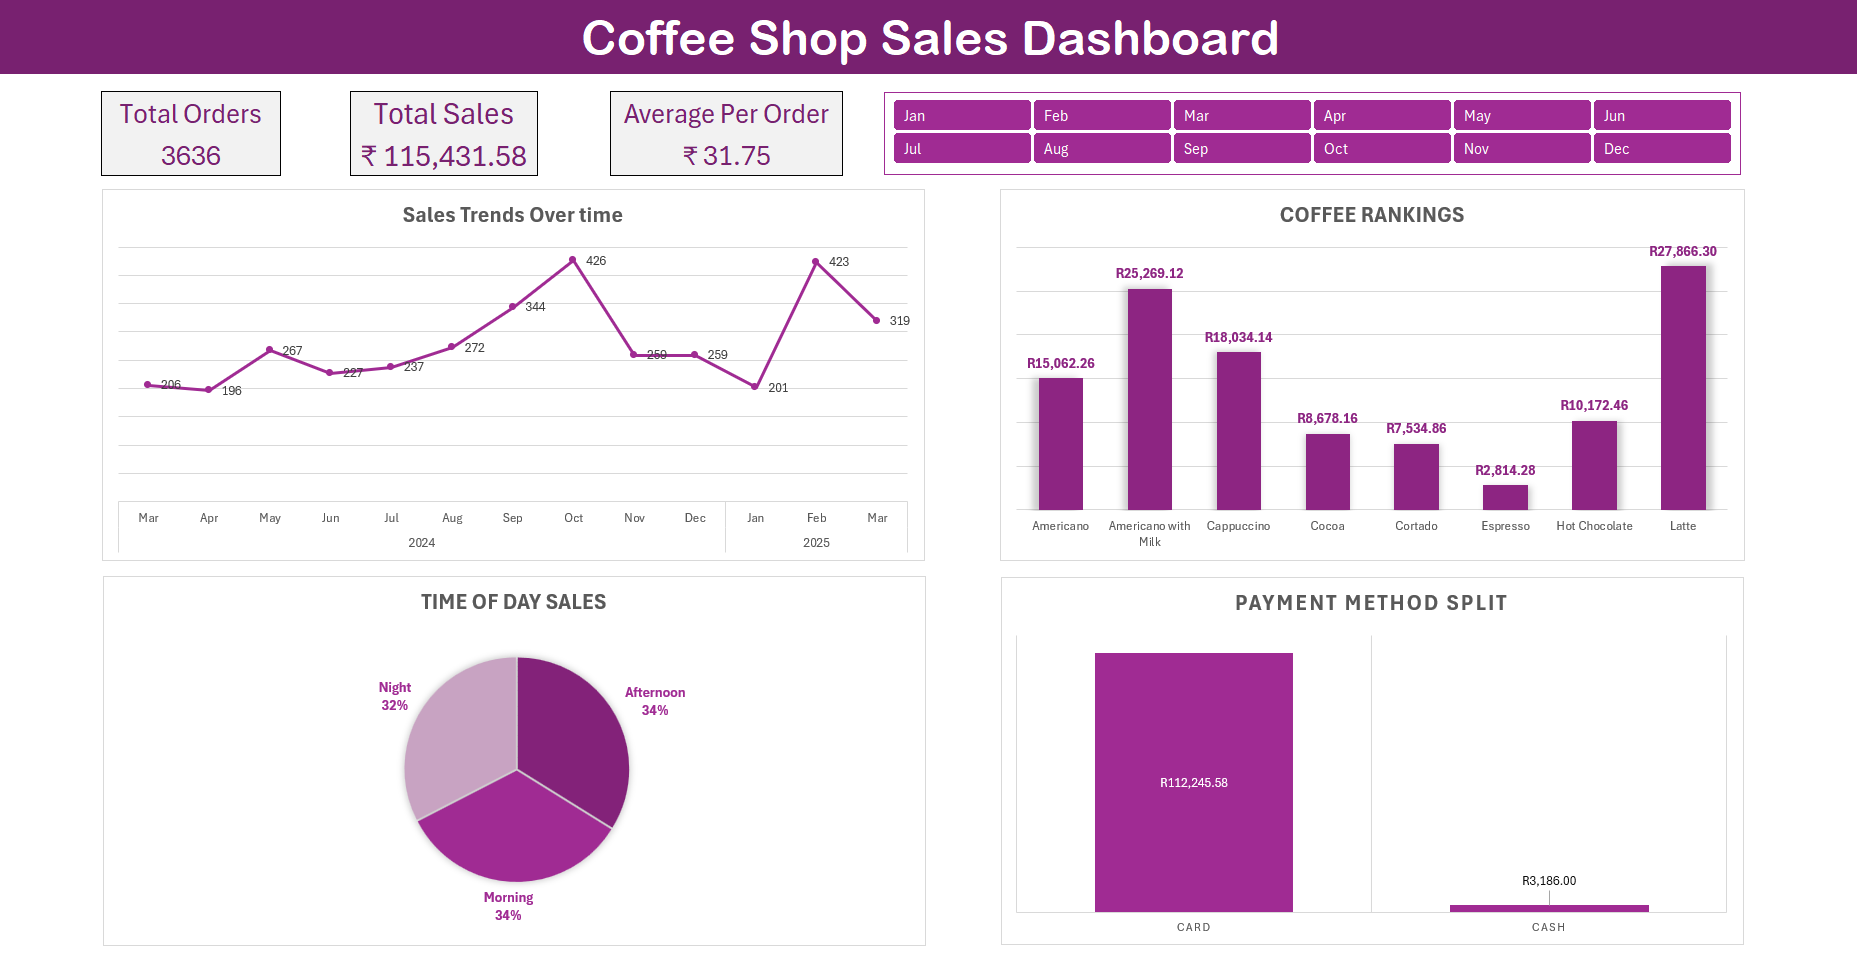 Coffee Shop Sales Dashboard
Total Orders
3636
Total Sales
₹ 115,431.58
Average Per Order
₹ 31.75
Jan Feb Mar Apr May Jun
Jul Aug Sep Oct Nov Dec
Sales Trends Over time
206 196 267 227 237 272 344 426 259 259 201 423 319
Mar Apr May Jun Jul Aug Sep Oct Nov Dec Jan Feb Mar
2024 2025
COFFEE RANKINGS
R15,062.26 R25,269.12 R18,034.14 R8,678.16 R7,534.86 R2,814.28 R10,172.46 R27,866.30
Americano Americano with Cappuccino Cocoa Cortado Espresso Hot Chocolate Latte
Milk
TIME OF DAY SALES
Night
32%
Afternoon
34%
Morning
34%
PAYMENT METHOD SPLIT
R112,245.58
R3,186.00
CARD CASH